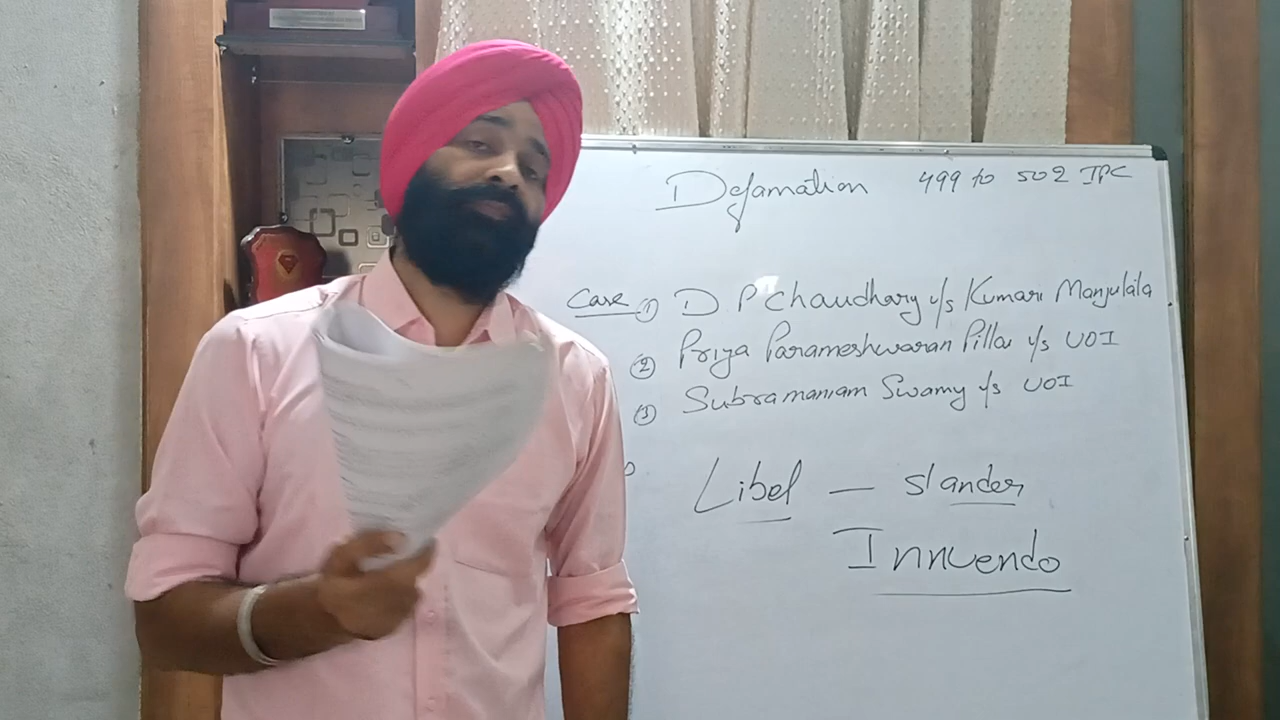 Defamation 499 to 502 IPC
Case ① D P Chaudhary v/s Kumari Manjulata
② Priya Parameshwaran Pillai v/s UOI
③ Subramaniam Swamy v/s UOI
Libel — Slander
Innuendo